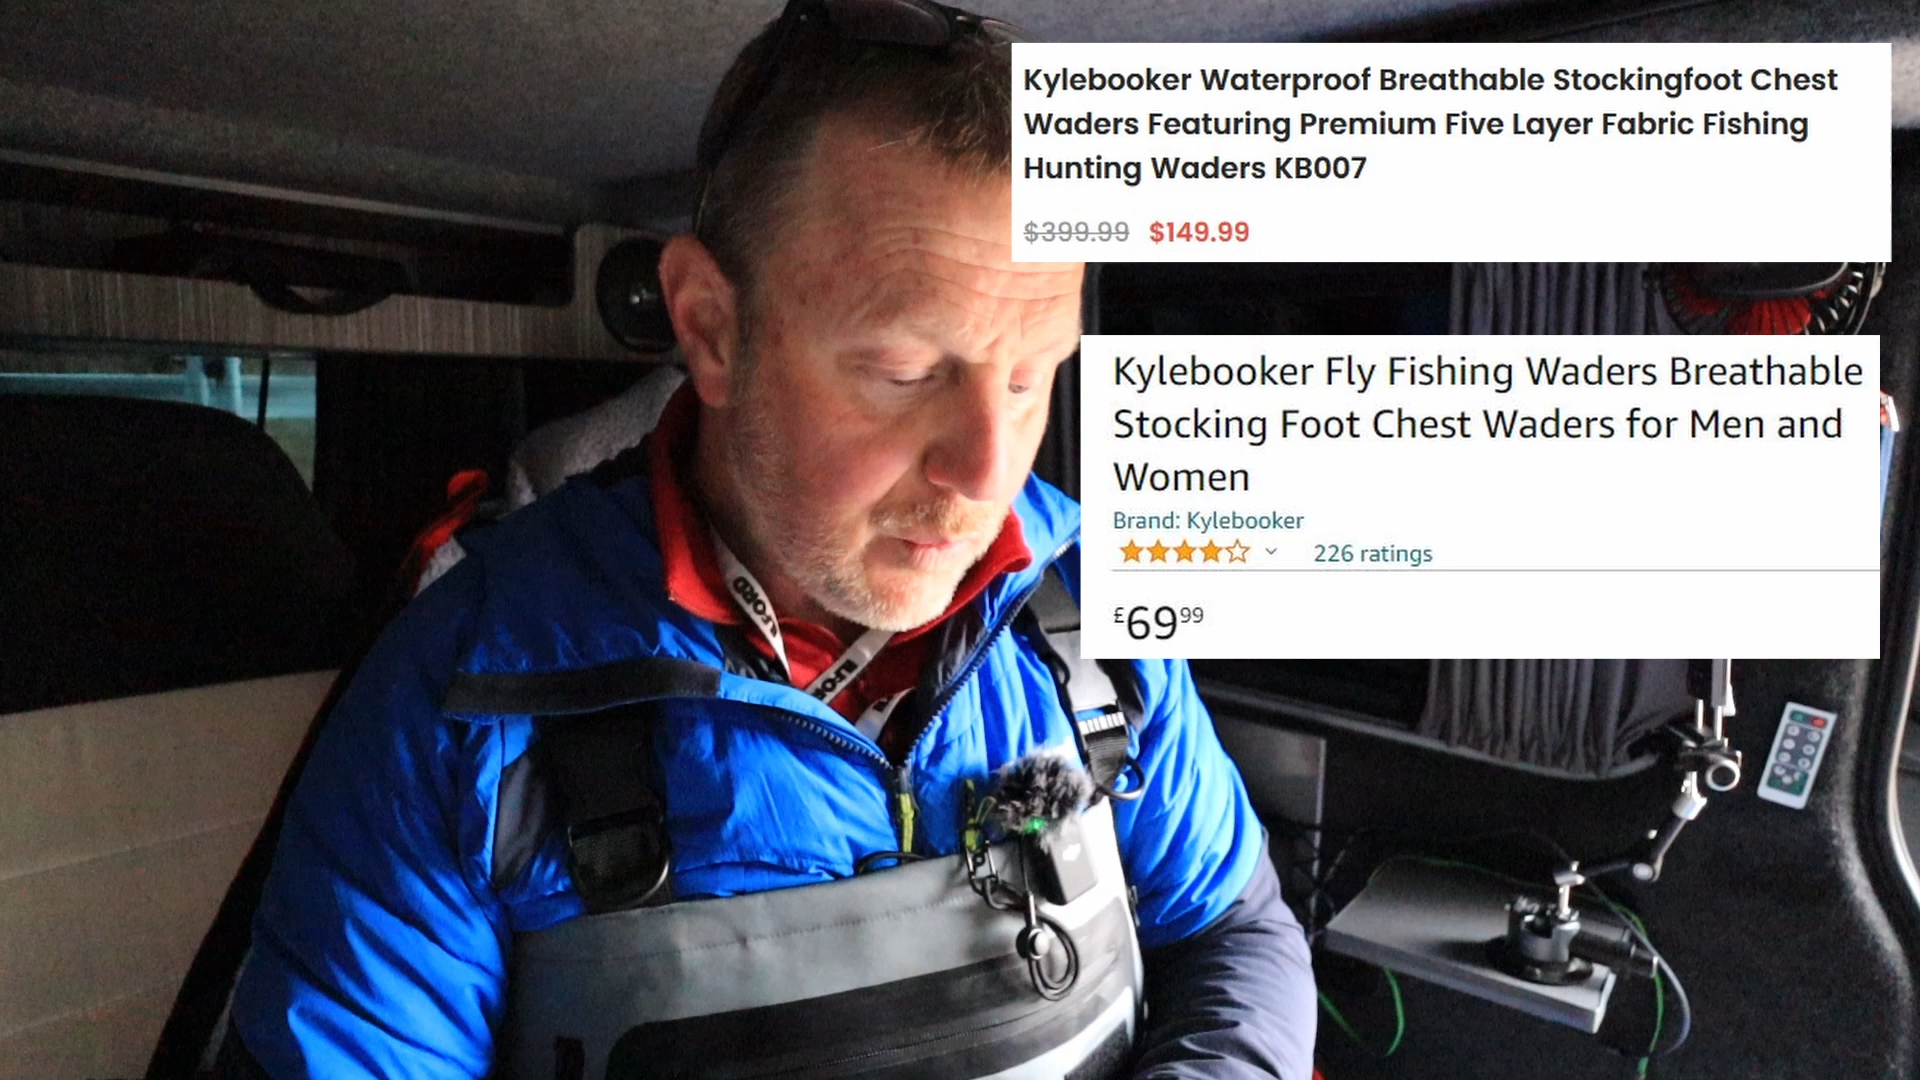 Kylebooker Waterproof Breathable Stockingfoot Chest
Waders Featuring Premium Five Layer Fabric Fishing
Hunting Waders KB007
$399.99 $149.99
Kylebooker Fly Fishing Waders Breathable
Stocking Foot Chest Waders for Men and
Women
Brand: Kylebooker
226 ratings
£69.99
ILFORD
ILFORD